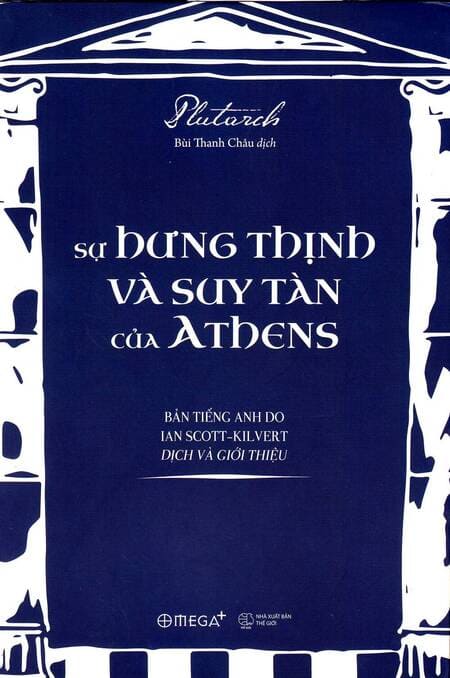 Plutarch
Bùi Thanh Châu dịch
sự hưng thịnh
và suy tàn
của Athens
BẢN TIẾNG ANH DO
IAN SCOTT-KILVERT
DỊCH VÀ GIỚI THIỆU
OMEGA+
NHÀ XUẤT BẢN
THẾ GIỚI